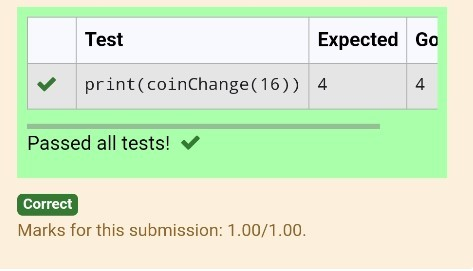 Test Expected Go
print(coinChange(16)) 4 4
Passed all tests!
Correct
Marks for this submission: 1.00/1.00.